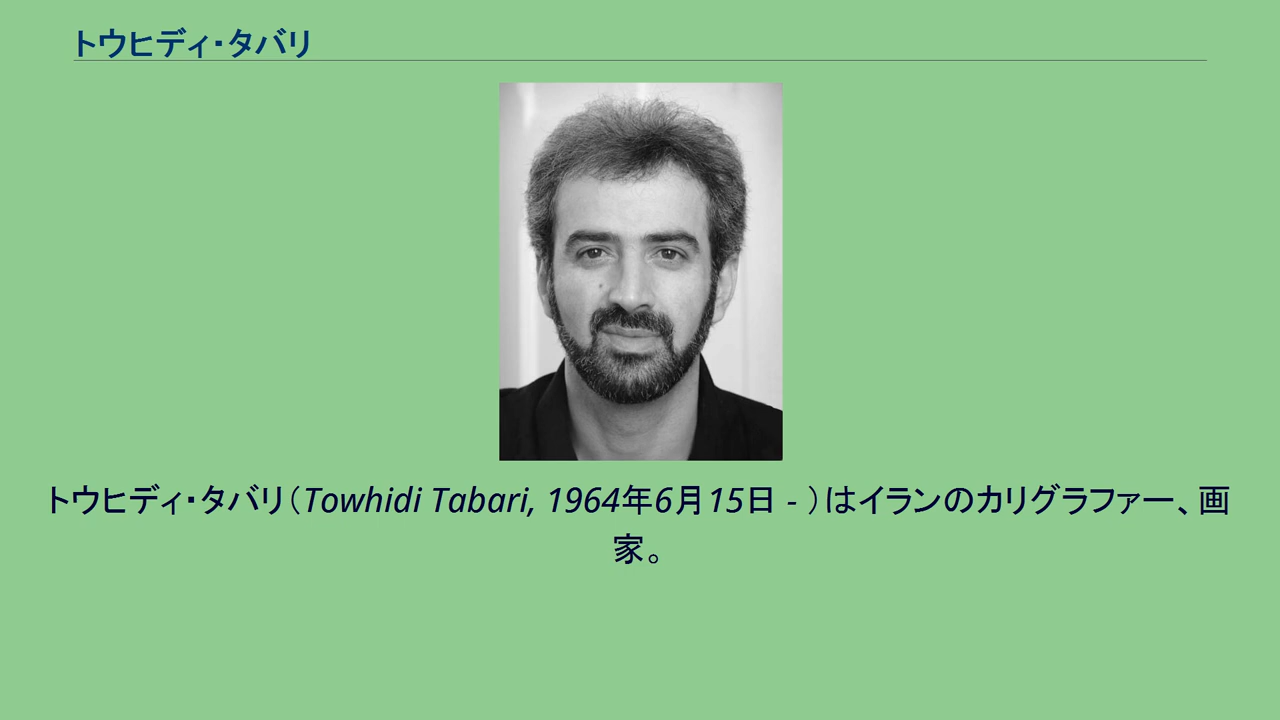 トウヒディ・タバリ
トウヒディ・タバリ（Towhidi Tabari, 1964年6月15日 - ）はイランのカリグラファー、画
家。